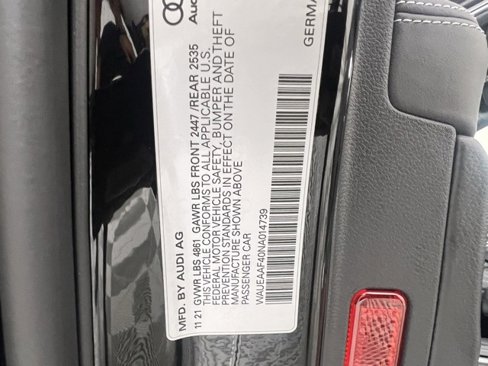 Audi
GERMA
MFD. BY AUDI AG
11 21 GVWR LBS 4861 GAWR LBS FRONT 2447 /REAR 2535
THIS VEHICLE CONFORMS TO ALL APPLICABLE U.S.
FEDERAL MOTOR VEHICLE SAFETY, BUMPER AND THEFT
PREVENTION STANDARDS IN EFFECT ON THE DATE OF
MANUFACTURE SHOWN ABOVE
PASSENGER CAR
WAUEAAF40NA014739